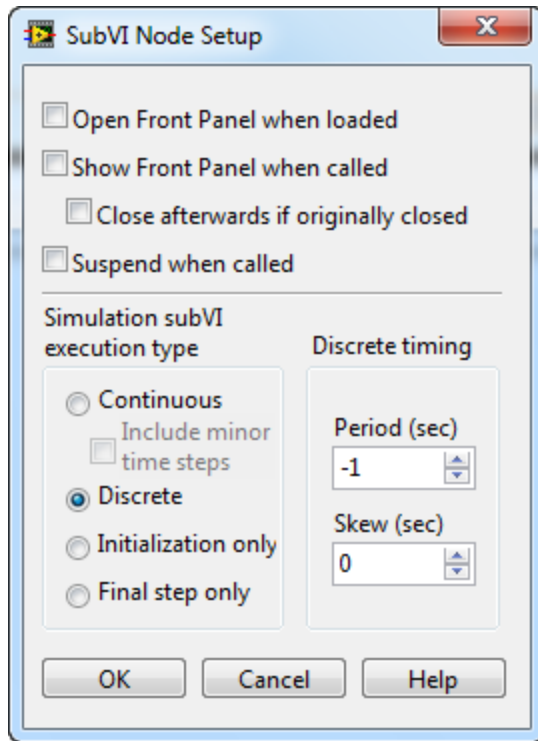 SubVI Node Setup
Open Front Panel when loaded
Show Front Panel when called
Close afterwards if originally closed
Suspend when called
Simulation subVI
execution type
Continuous
Include minor
time steps
Discrete
Initialization only
Final step only
Discrete timing
Period (sec)
-1
Skew (sec)
0
OK
Cancel
Help